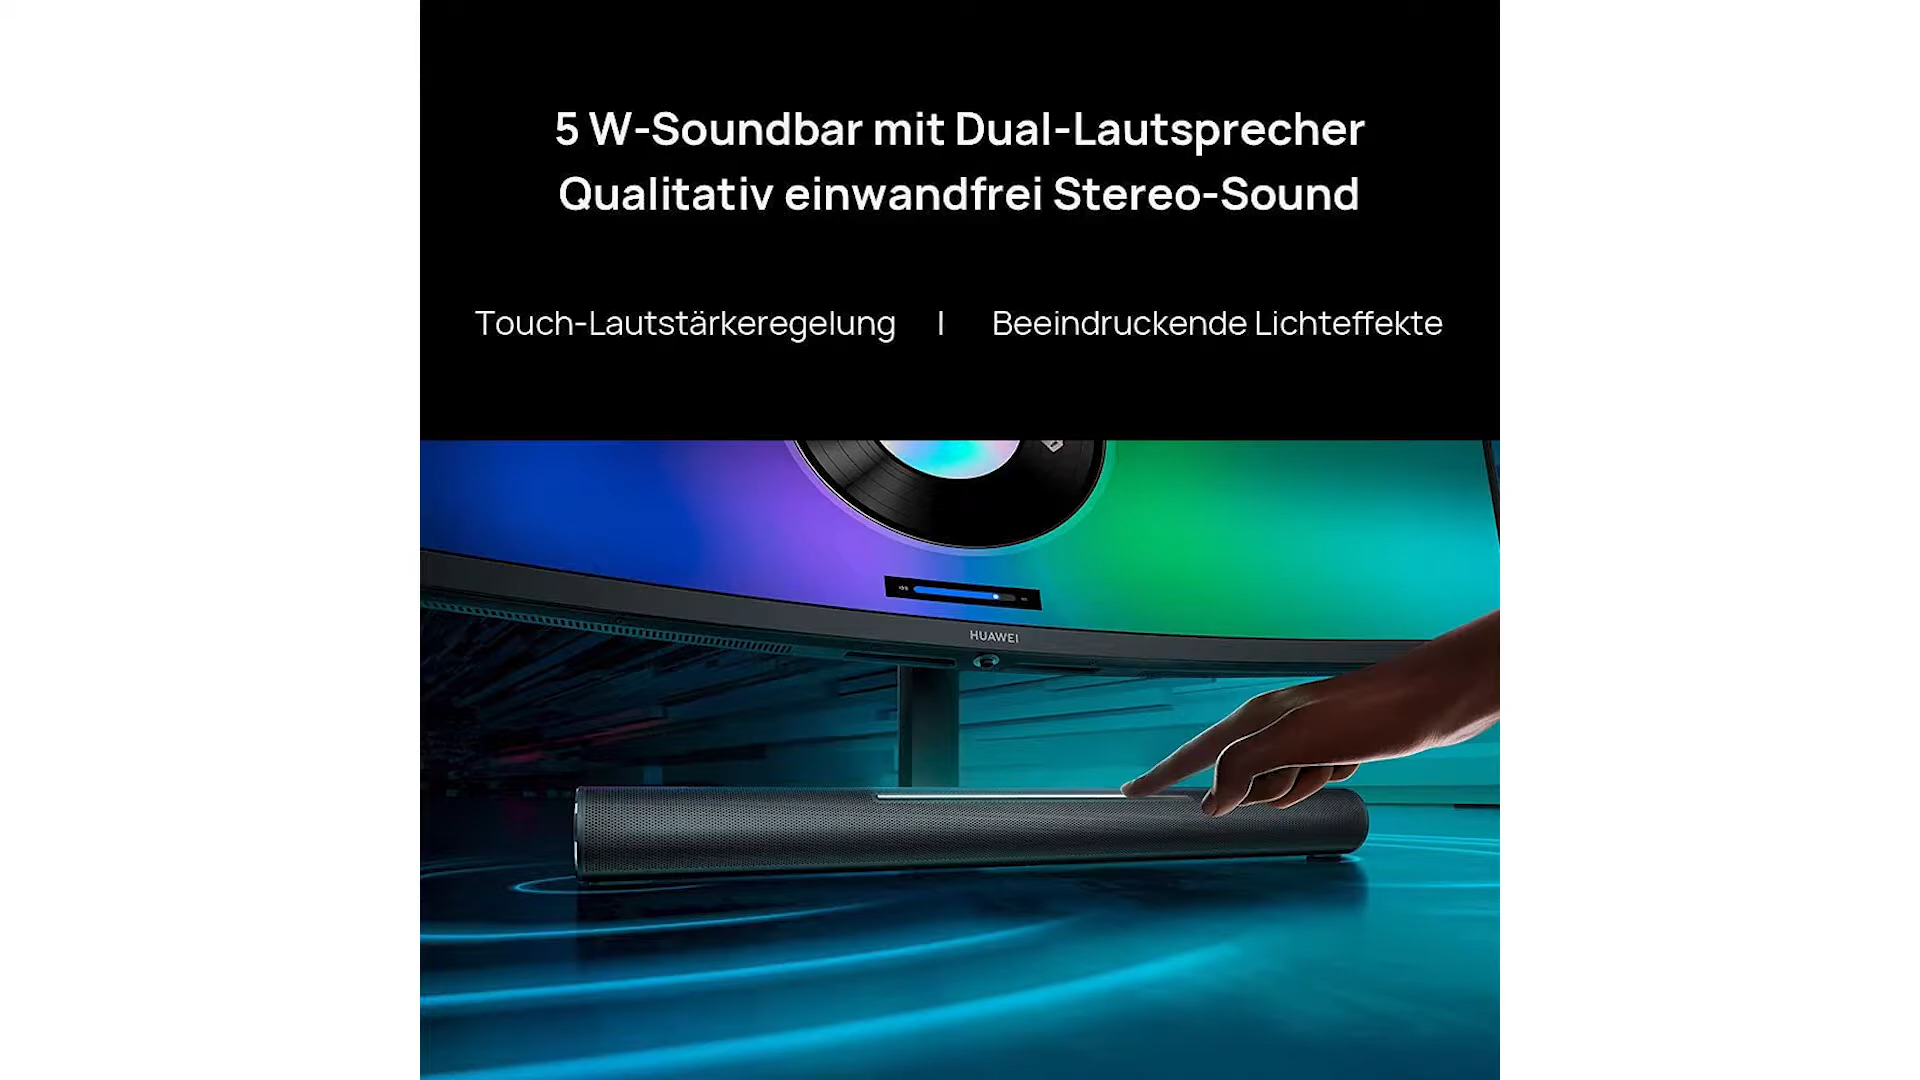 5 W-Soundbar mit Dual-Lautsprecher
Qualitativ einwandfrei Stereo-Sound
Touch-Lautstärkeregelung | Beeindruckende Lichteffekte
HUAWEI